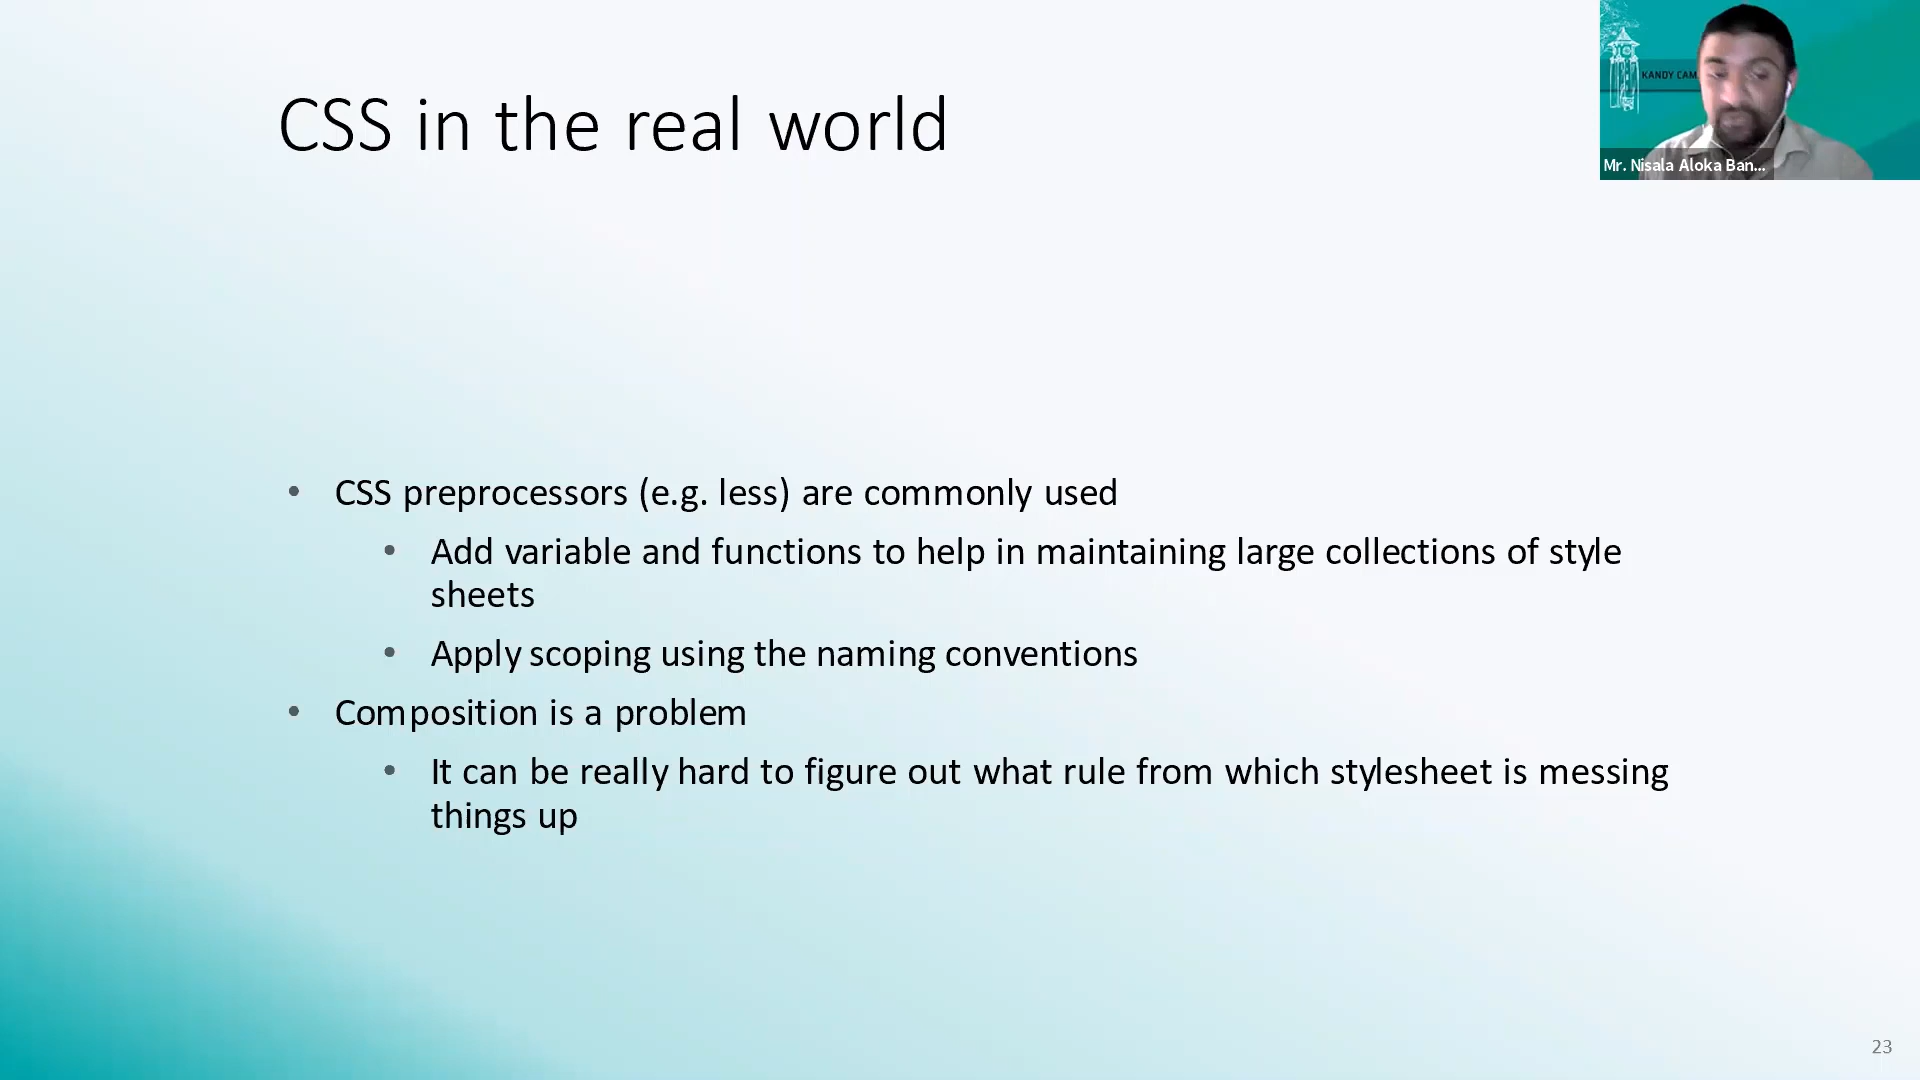 CSS in the real world
KANDY CAM
Mr. Nisala Aloka Ban...
• CSS preprocessors (e.g. less) are commonly used
• Add variable and functions to help in maintaining large collections of style
sheets
• Apply scoping using the naming conventions
• Composition is a problem
• It can be really hard to figure out what rule from which stylesheet is messing
things up
23